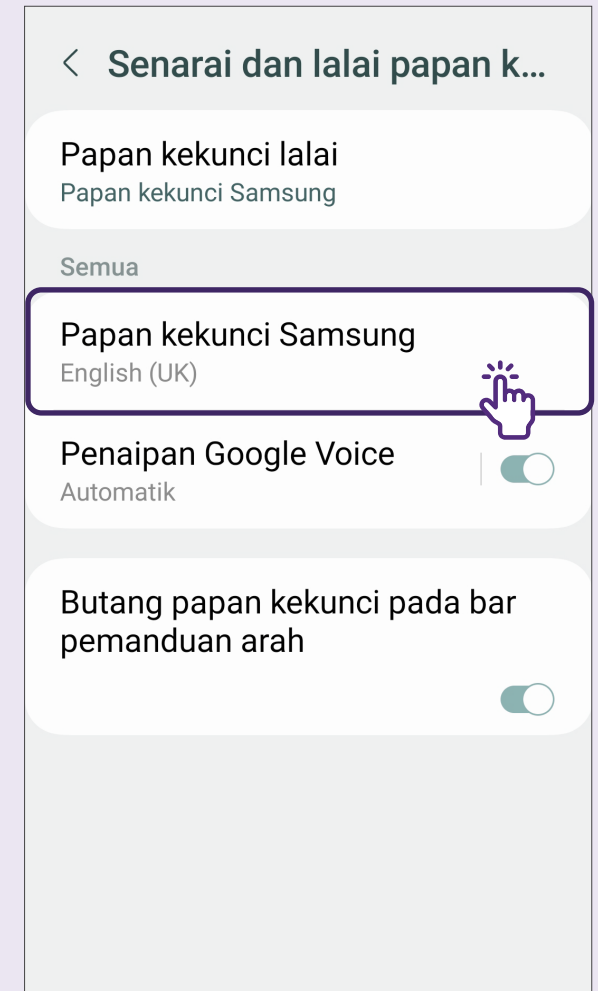 Senarai dan lalai papan k...
Papan kekunci lalai
Papan kekunci Samsung
Semua
Papan kekunci Samsung
English (UK)
Penaipan Google Voice
Automatik
Butang papan kekunci pada bar
pemanduan arah